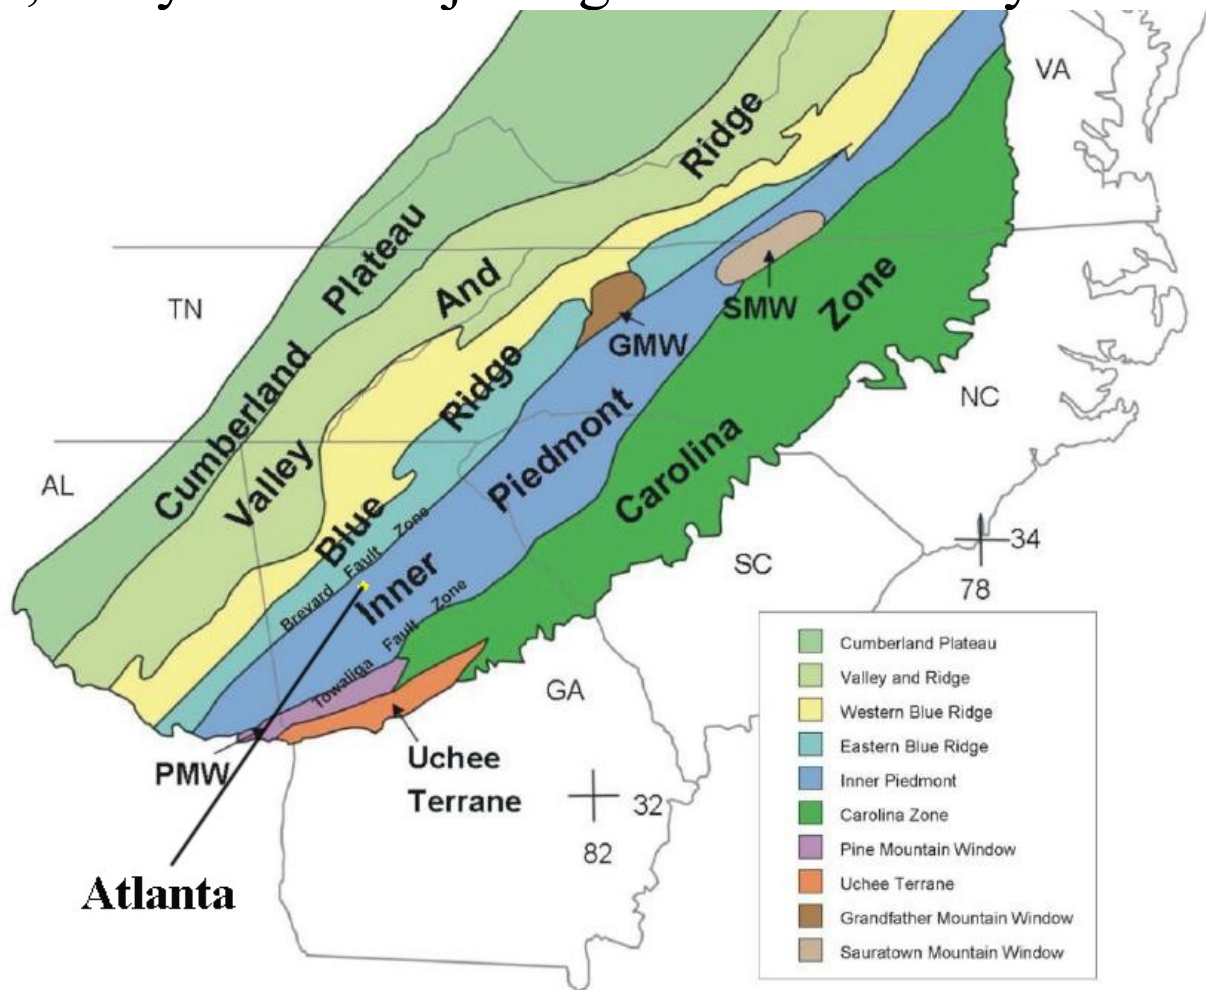 VA
Ridge
Plateau
And
TN
Zone
SMW
GMW
Ridge
NC
Cumberland
Piedmont
Carolina
Valley
AL
Blue
Brevard Fault Zone
34
78
SC
Inner
Towaliga Fault Zone
GA
PMW
Uchee
Terrane
32
82
Atlanta
Cumberland Plateau
Valley and Ridge
Western Blue Ridge
Eastern Blue Ridge
Inner Piedmont
Carolina Zone
Pine Mountain Window
Uchee Terrane
Grandfather Mountain Window
Sauratown Mountain Window